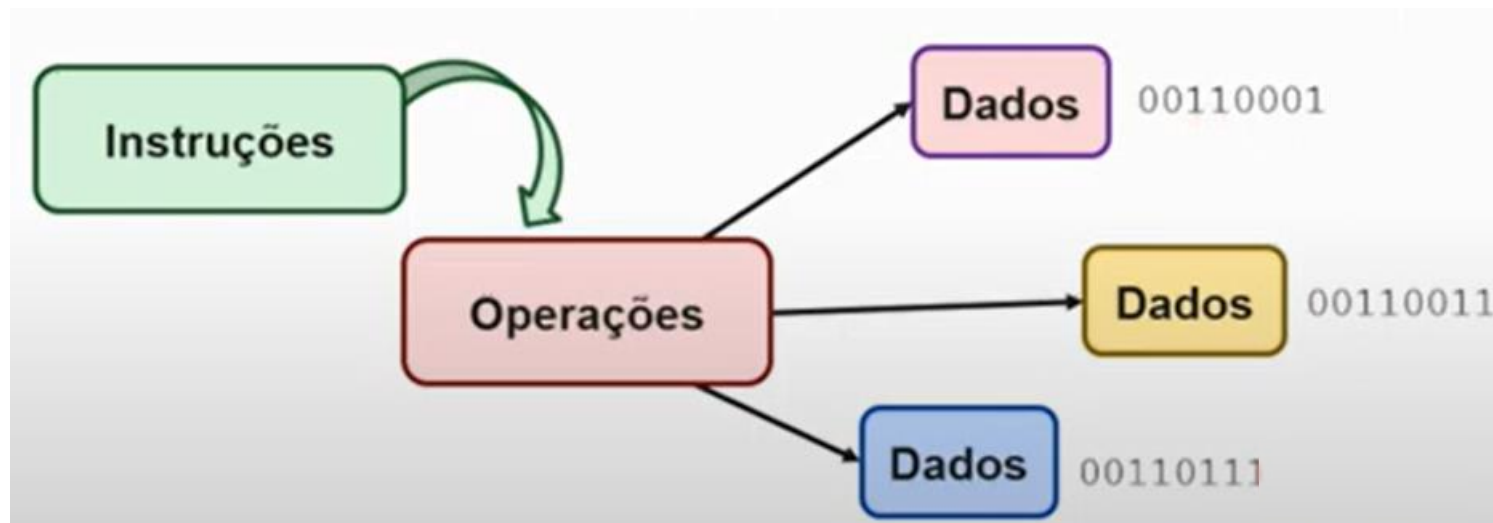 Instruções
Dados 00110001
Operações
Dados 00110011
Dados 00110111